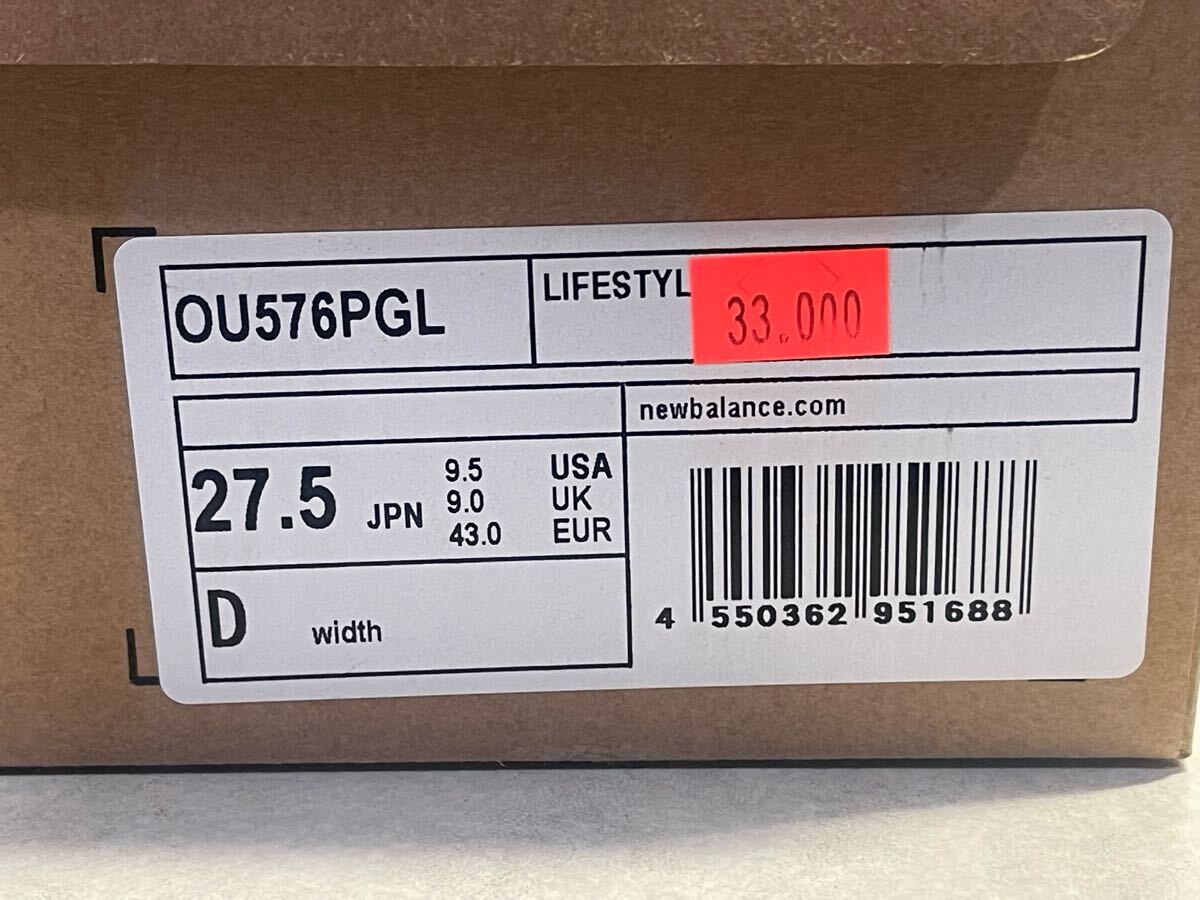 OU576PGL
LIFESTYL
33,000
newbalance.com
27.5 JPN
9.5 USA
9.0 UK
43.0 EUR
D width
4 550362 951688